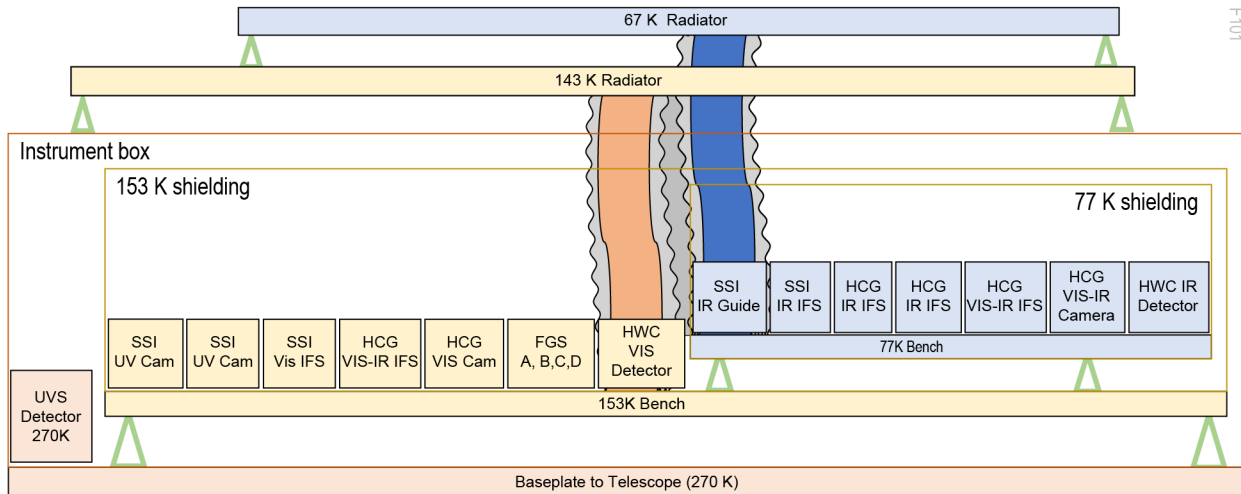 67 K Radiator
F101
143 K Radiator
Instrument box
153 K shielding
77 K shielding
SSI
IR Guide
SSI
IR IFS
HCG
IR IFS
HCG
IR IFS
HCG
VIS-IR IFS
HCG
VIS-IR
Camera
HWC IR
Detector
77K Bench
SSI
UV Cam
SSI
UV Cam
SSI
Vis IFS
HCG
VIS-IR IFS
HCG
VIS Cam
FGS
A, B,C,D
HWC
VIS
Detector
153K Bench
UVS
Detector
270K
Baseplate to Telescope (270 K)